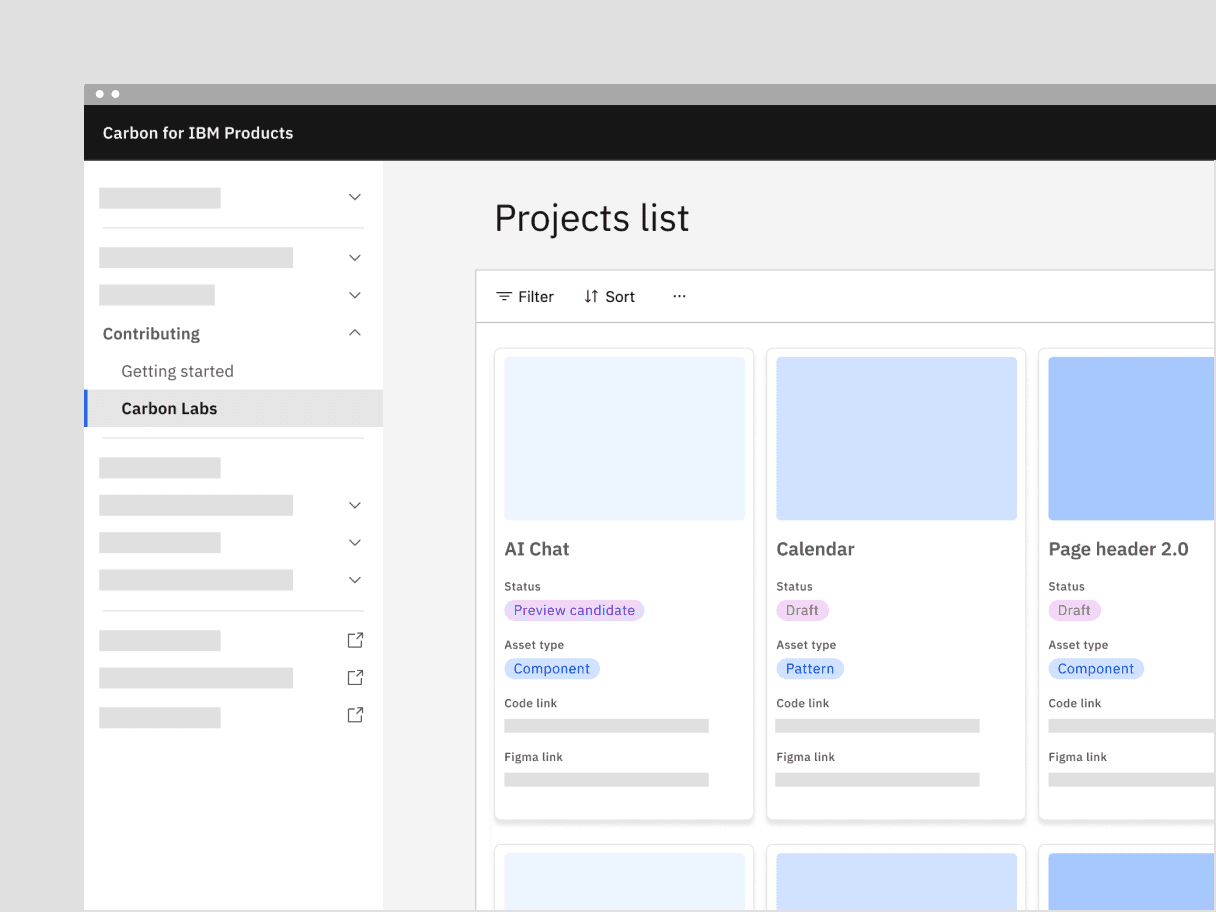 Carbon for IBM Products
Contributing
Getting started
Carbon Labs
Projects list
Filter
Sort
AI Chat
Status
Preview candidate
Asset type
Component
Code link
Figma link
Calendar
Status
Draft
Asset type
Pattern
Code link
Figma link
Page header 2.0
Status
Draft
Asset type
Component
Code link
Figma link